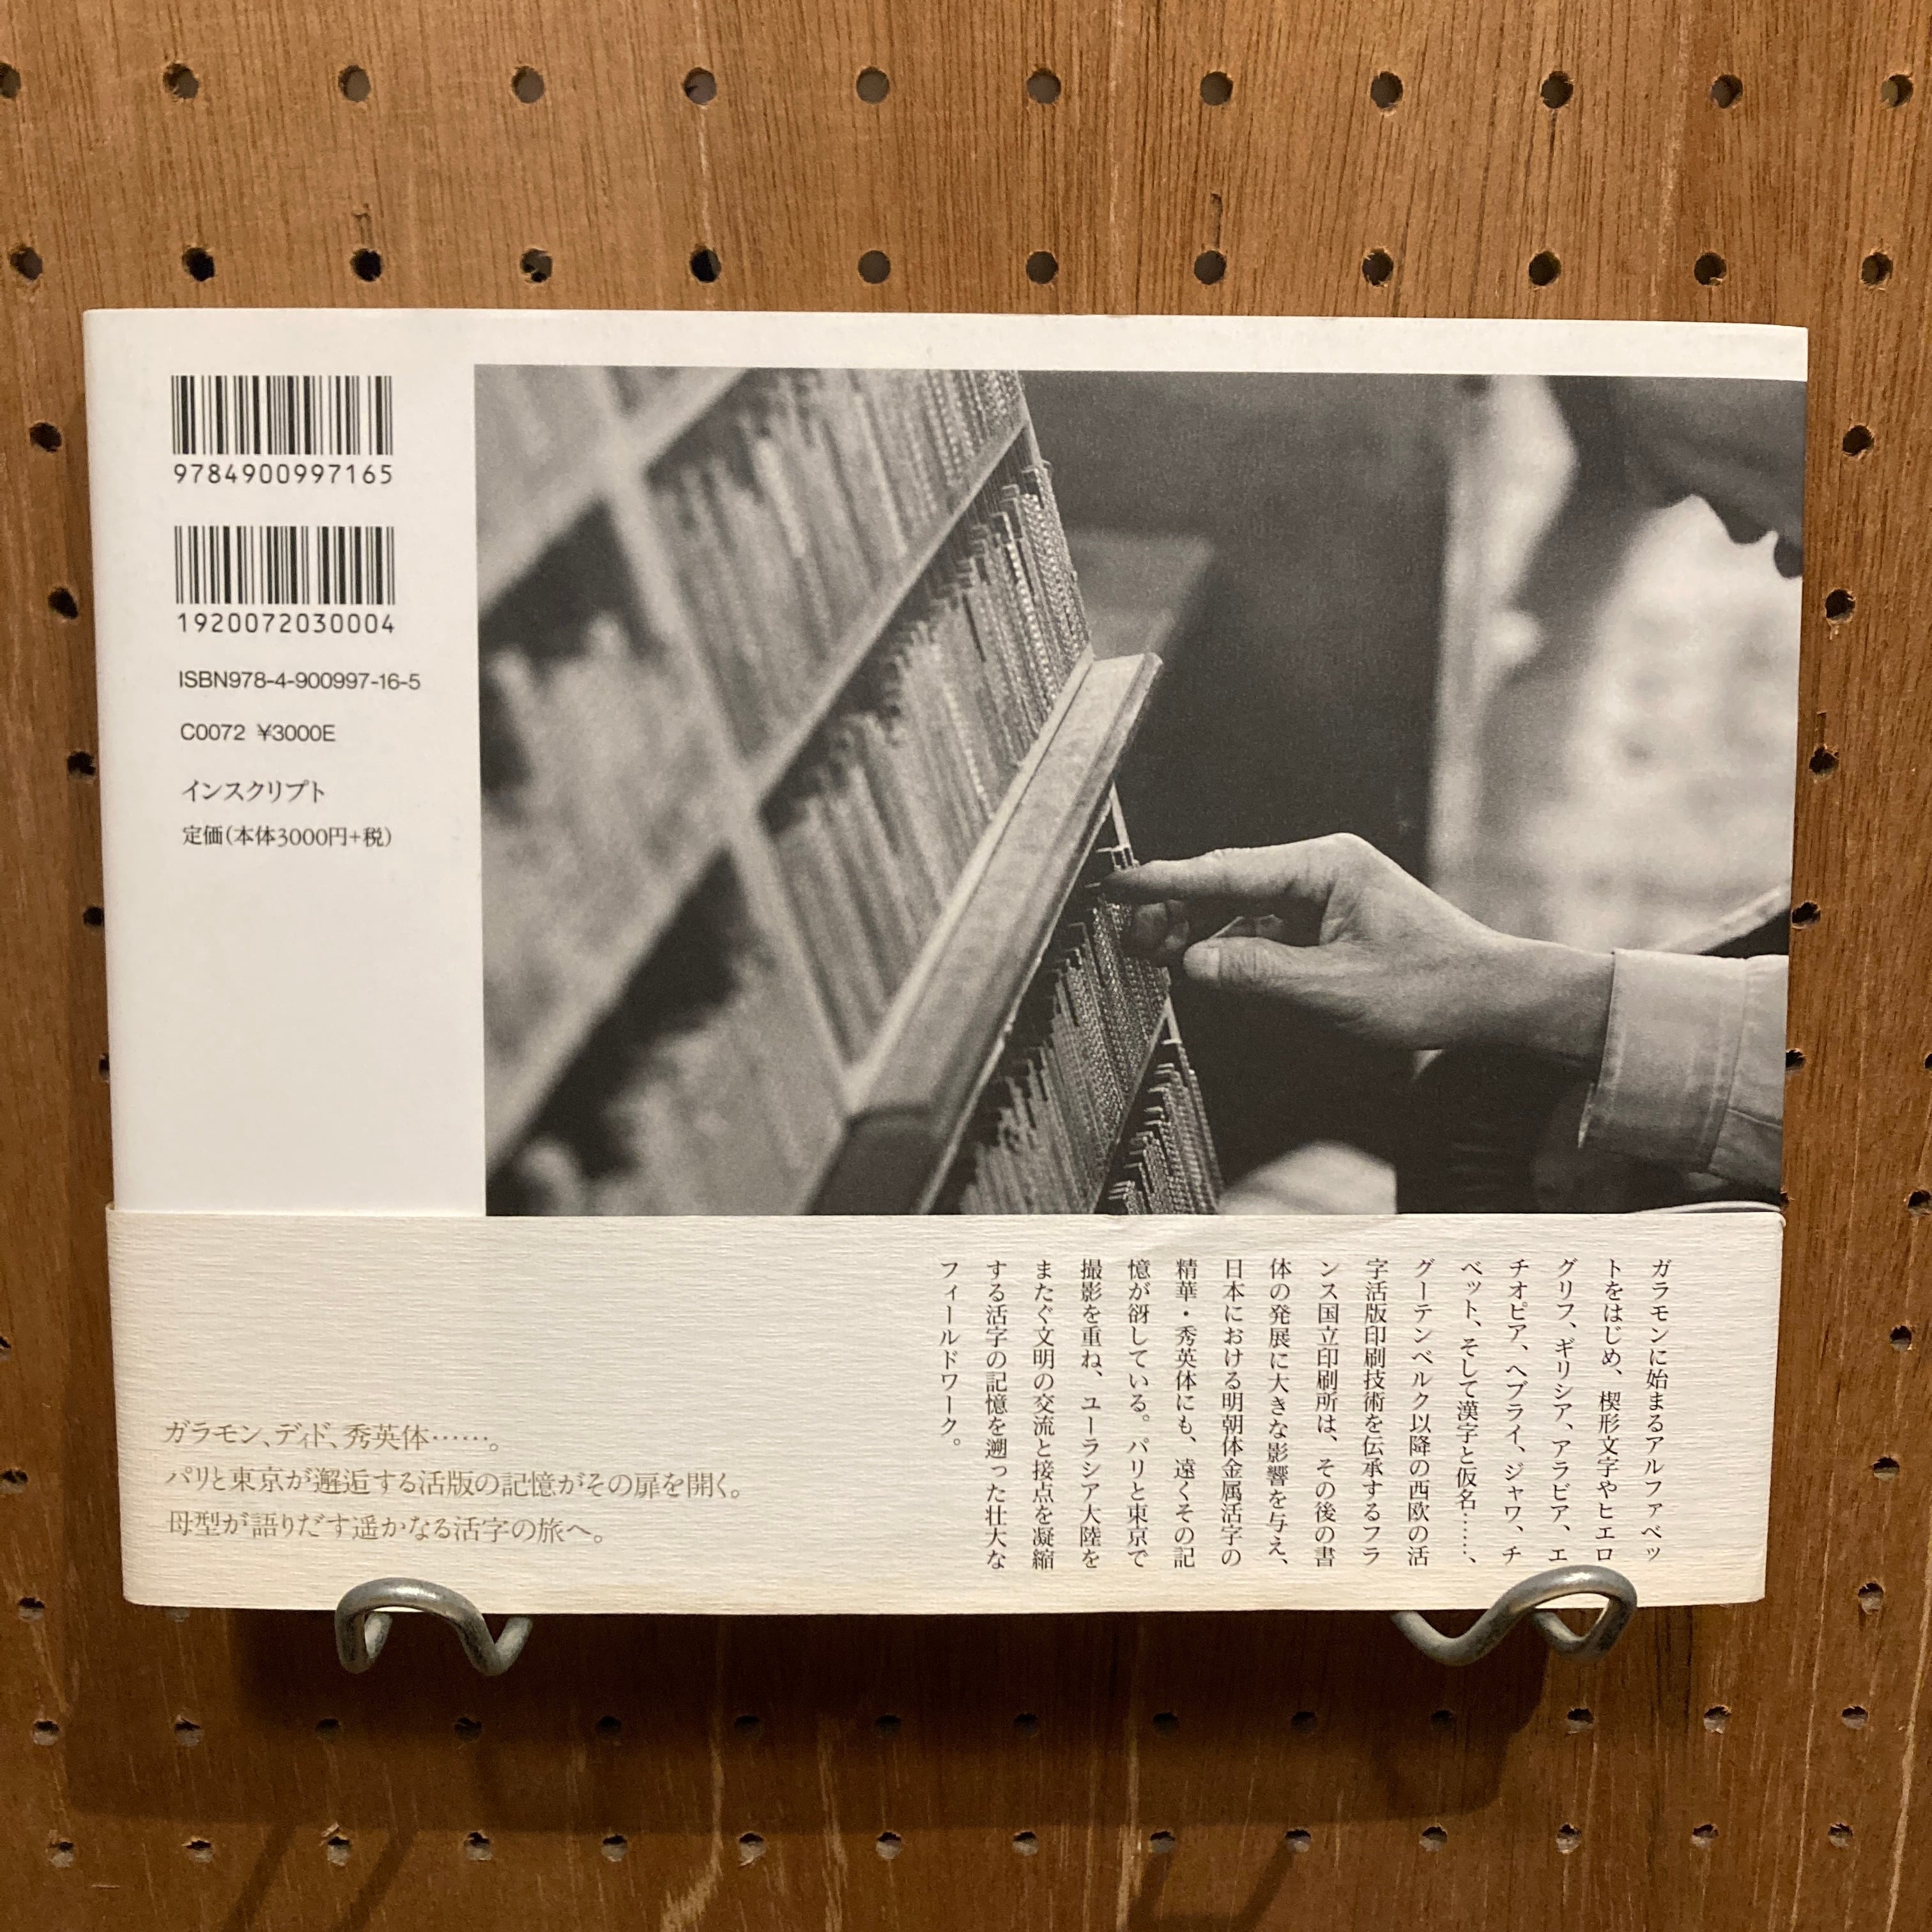 9784900997165
1920072030004
ISBN978-4-900997-16-5
C0072 ¥3000E
インスクリプト
定価(本体3000円+税)
ガラモンに始まるアルファベッ
トをはじめ、楔形文字やヒエロ
グリフ、ギリシア、アラビア、エ
チオピア、ヘブライ、ジャワ、チ
ベット、そして漢字と仮名……、
グーテンベルク以降の西欧の活
字活版印刷技術を伝承するフラ
ンス国立印刷所は、その後の書
体の発展に大きな影響を与え、
日本における明朝体金属活字の
精華・秀英体にも、遠くその記
憶が谺している。パリと東京で
撮影を重ね、ユーラシア大陸を
またぐ文明の交流と接点を凝縮
する活字の記憶を遡った壮大な
フィールドワーク。
ガラモン、ディド、秀英体……。
パリと東京が邂逅する活版の記憶がその扉を開く。
母型が語りだす遥かなる活字の旅へ。